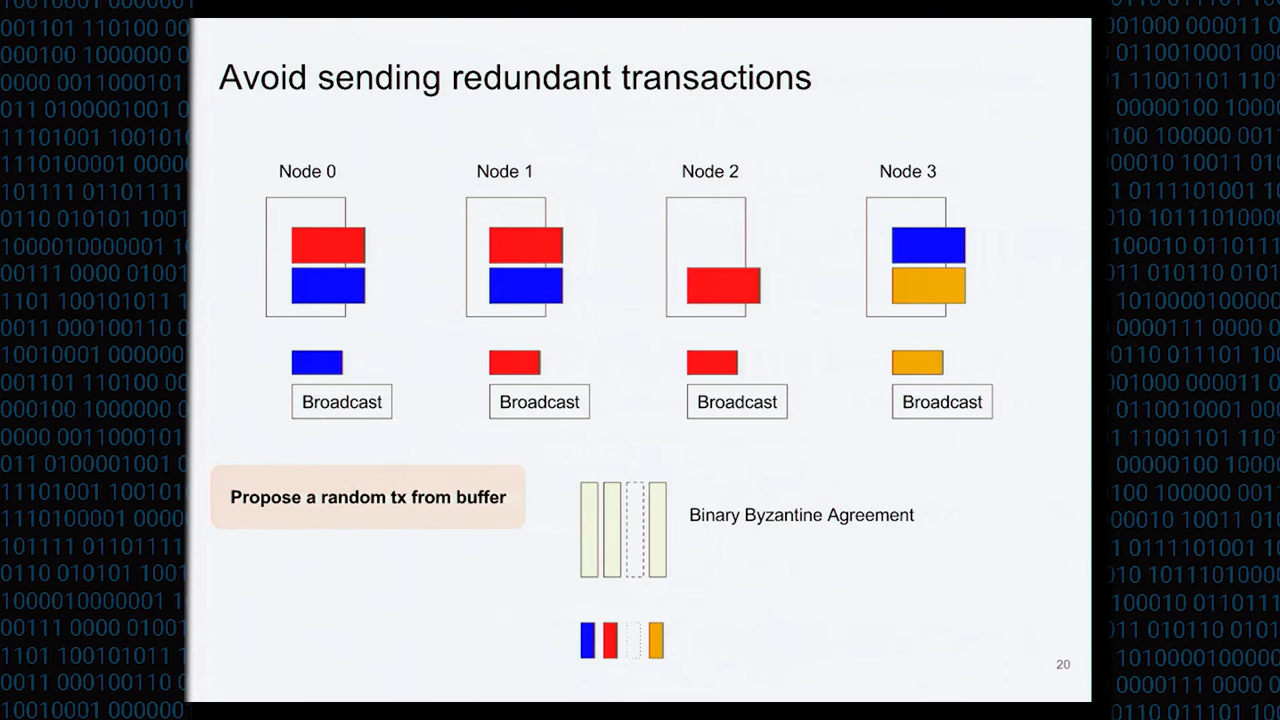 Avoid sending redundant transactions
Node 0
Node 1
Node 2
Node 3
Broadcast
Broadcast
Broadcast
Broadcast
Propose a random tx from buffer
Binary Byzantine Agreement
20